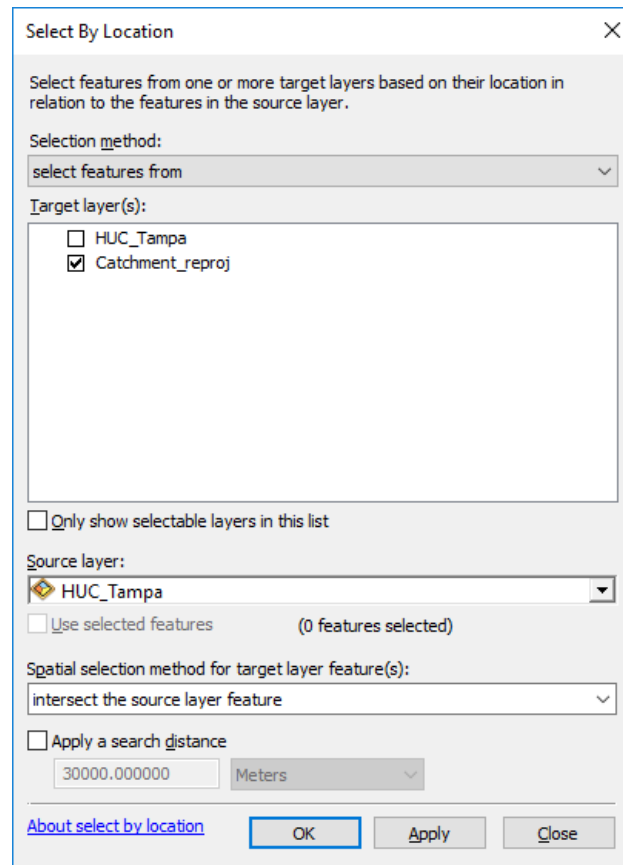 Select By Location
Select features from one or more target layers based on their location in
relation to the features in the source layer.
Selection method:
select features from
Target layer(s):
HUC_Tampa
Catchment_reproj
Only show selectable layers in this list
Source layer:
HUC_Tampa
Use selected features (0 features selected)
Spatial selection method for target layer feature(s):
intersect the source layer feature
Apply a search distance
30000.000000 Meters
About select by location OK Apply Close